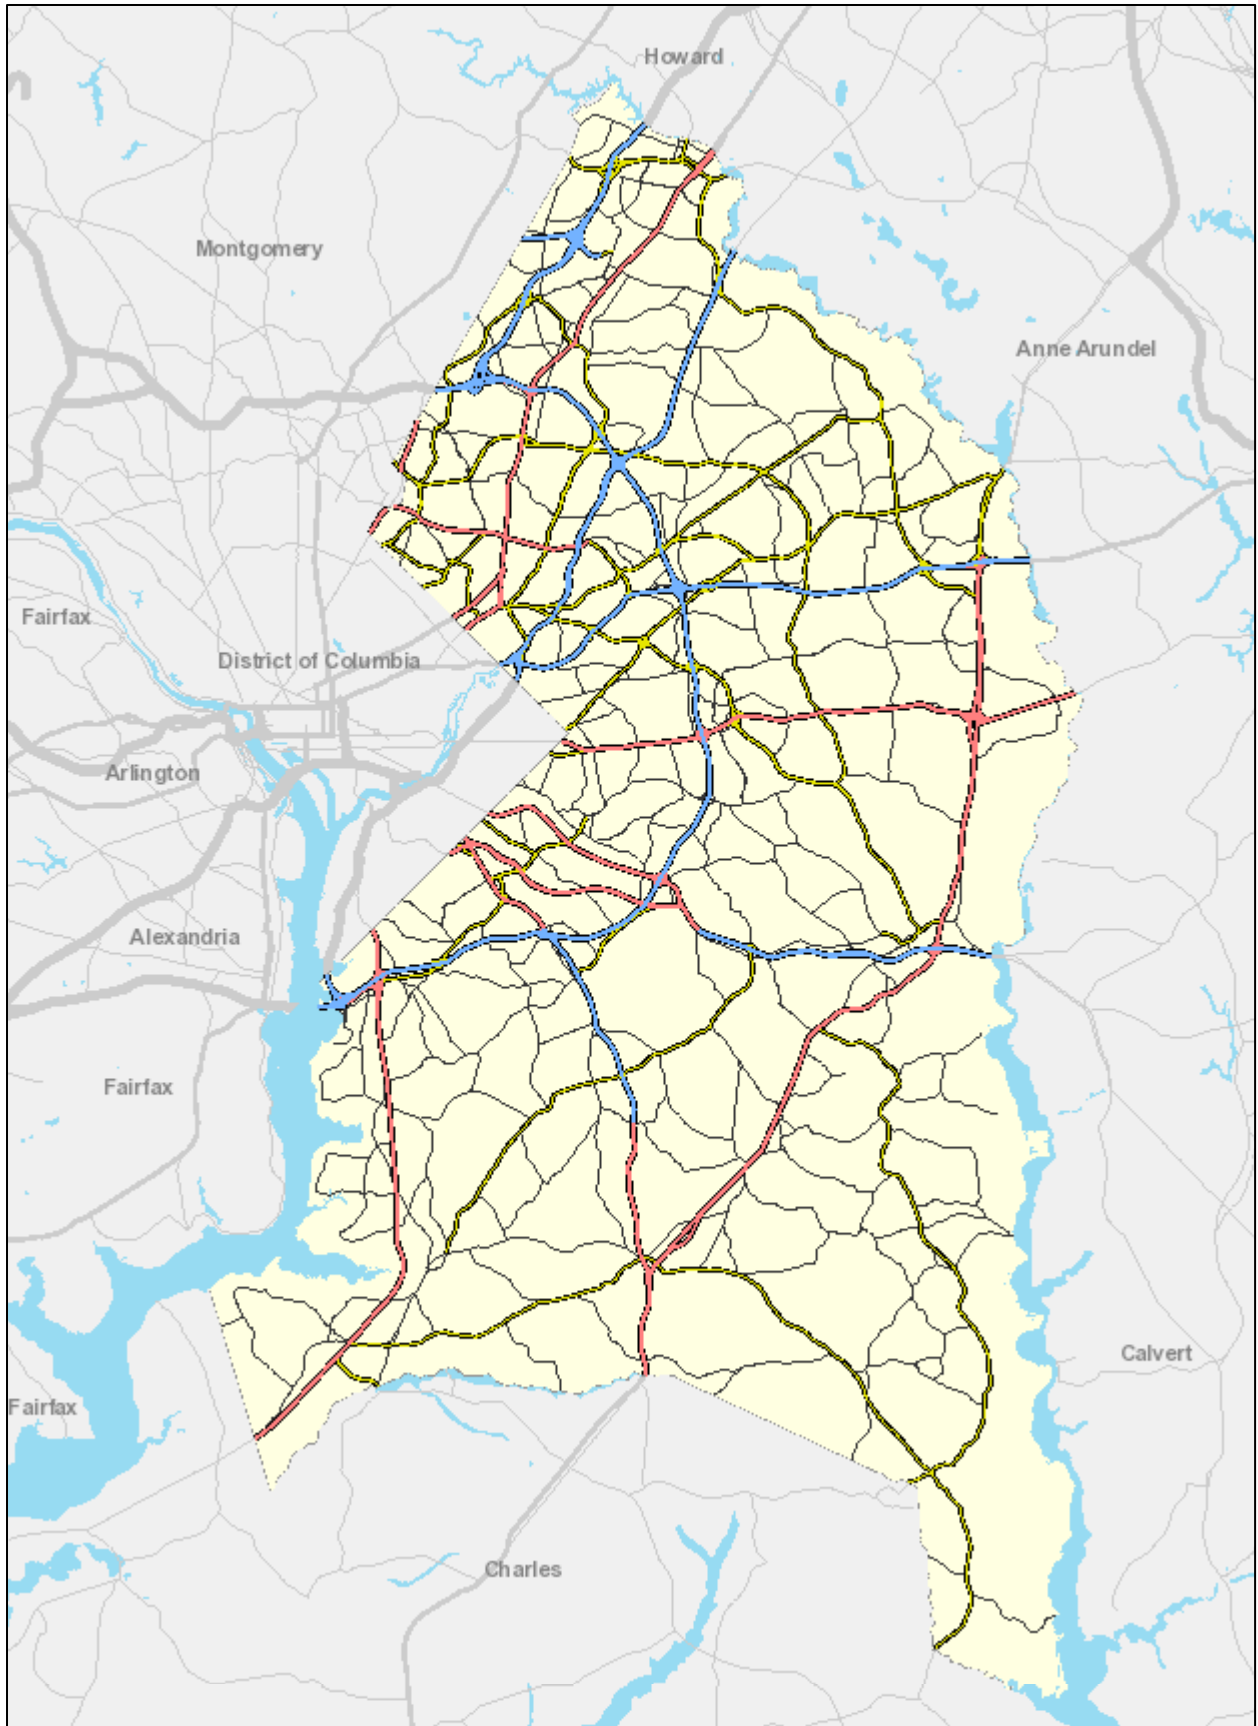 Howard
Montgomery
Anne Arundel
Fairfax
District of Columbia
Arlington
Alexandria
Fairfax
Calvert
Fairfax
Charles